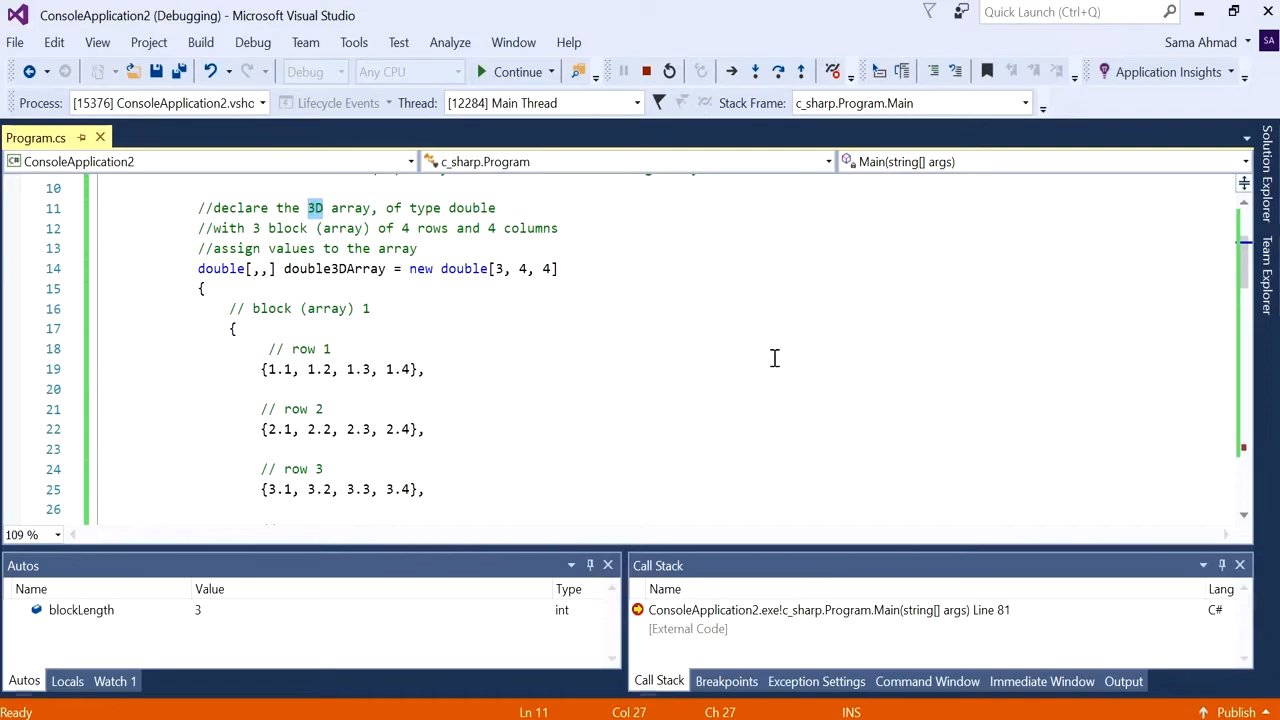 ConsoleApplication2 (Debugging) - Microsoft Visual Studio
Quick Launch (Ctrl+Q)
File Edit View Project Build Debug Team Tools Test Analyze Window Help
Sama Ahmad SA
Debug Any CPU Continue Application Insights
Process: [15376] ConsoleApplication2.vsho Lifecycle Events Thread: [12284] Main Thread Stack Frame: c_sharp.Program.Main
Program.cs
ConsoleApplication2 c_sharp.Program Main(string[] args)
Solution Explorer
Team Explorer
10
11 //declare the 3D array, of type double
12 //with 3 block (array) of 4 rows and 4 columns
13 //assign values to the array
14 double[,,] double3DArray = new double[3, 4, 4]
15 {
16 // block (array) 1
17 {
18 // row 1
19 {1.1, 1.2, 1.3, 1.4},
20
21 // row 2
22 {2.1, 2.2, 2.3, 2.4},
23
24 // row 3
25 {3.1, 3.2, 3.3, 3.4},
26
109 %
Autos
Name Value Type
blockLength 3 int
Autos Locals Watch 1
Call Stack
Name Lang
ConsoleApplication2.exe!c_sharp.Program.Main(string[] args) Line 81 C#
[External Code]
Call Stack Breakpoints Exception Settings Command Window Immediate Window Output
Ready Ln 11 Col 27 Ch 27 INS Publish